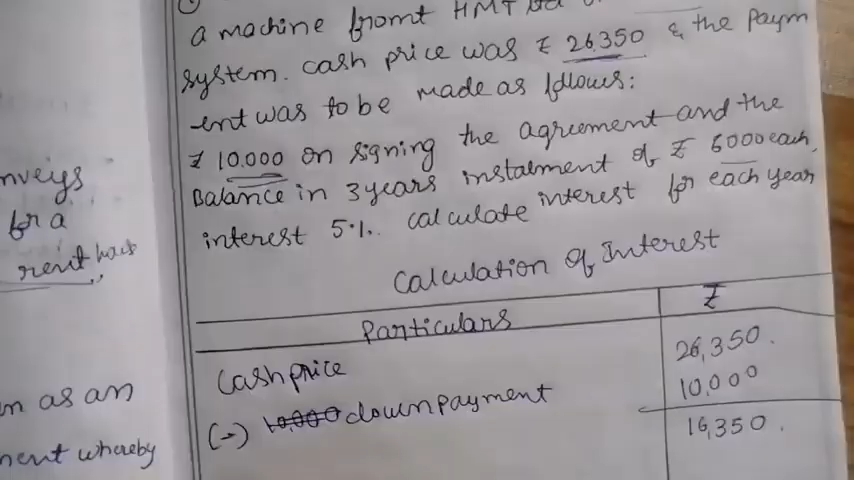 a machine fromt HMT Ltd
system. cash price was ₹ 26,350 & the paym
ent was to be made as follows:
₹ 10,000 on signing the agreement and the
Balance in 3 years instalment of ₹ 6000 each,
interest 5%. calculate interest for each year
calculation of Interest
Particulars ₹
Cash price 26,350.
(-) 10,000 down payment 10,000
16,350.
nveys
for a
rent
m as an
ment whereby